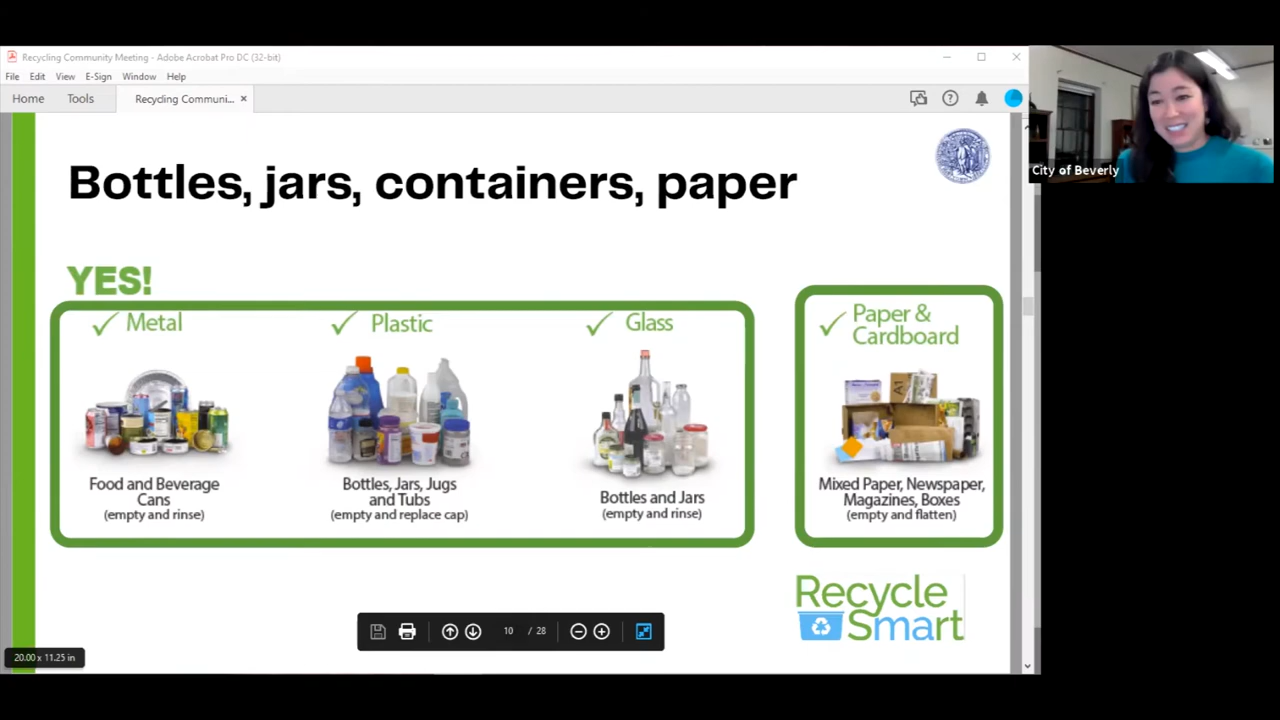 Recycling Community Meeting - Adobe Acrobat Pro DC (32-bit)
File Edit View E-Sign Window Help
Home Tools Recycling Communi...
City of Beverly
Bottles, jars, containers, paper
YES!
Metal
Food and Beverage
Cans
(empty and rinse)
Plastic
Bottles, Jars, Jugs
and Tubs
(empty and replace cap)
Glass
Bottles and Jars
(empty and rinse)
Paper &
Cardboard
A1
Mixed Paper, Newspaper,
Magazines, Boxes
(empty and flatten)
Recycle
Smart
10 / 28
20.00 x 11.25 in